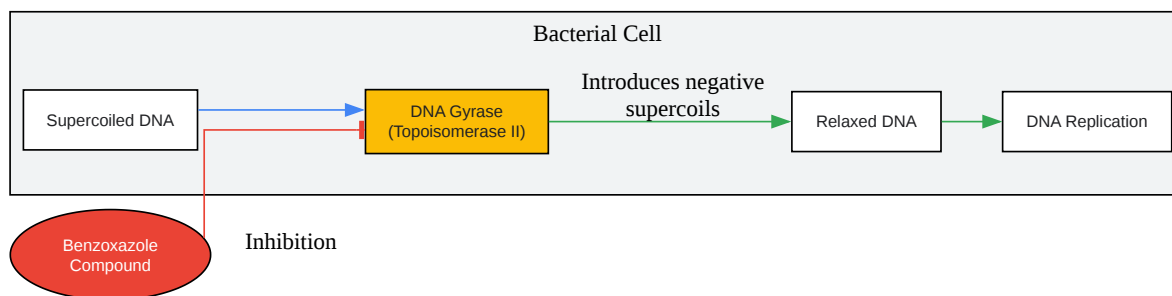 Bacterial Cell
Introduces negative
supercoils
Supercoiled DNA
DNA Gyrase
(Topoisomerase II)
Relaxed DNA
DNA Replication
Benzoxazole
Compound
Inhibition